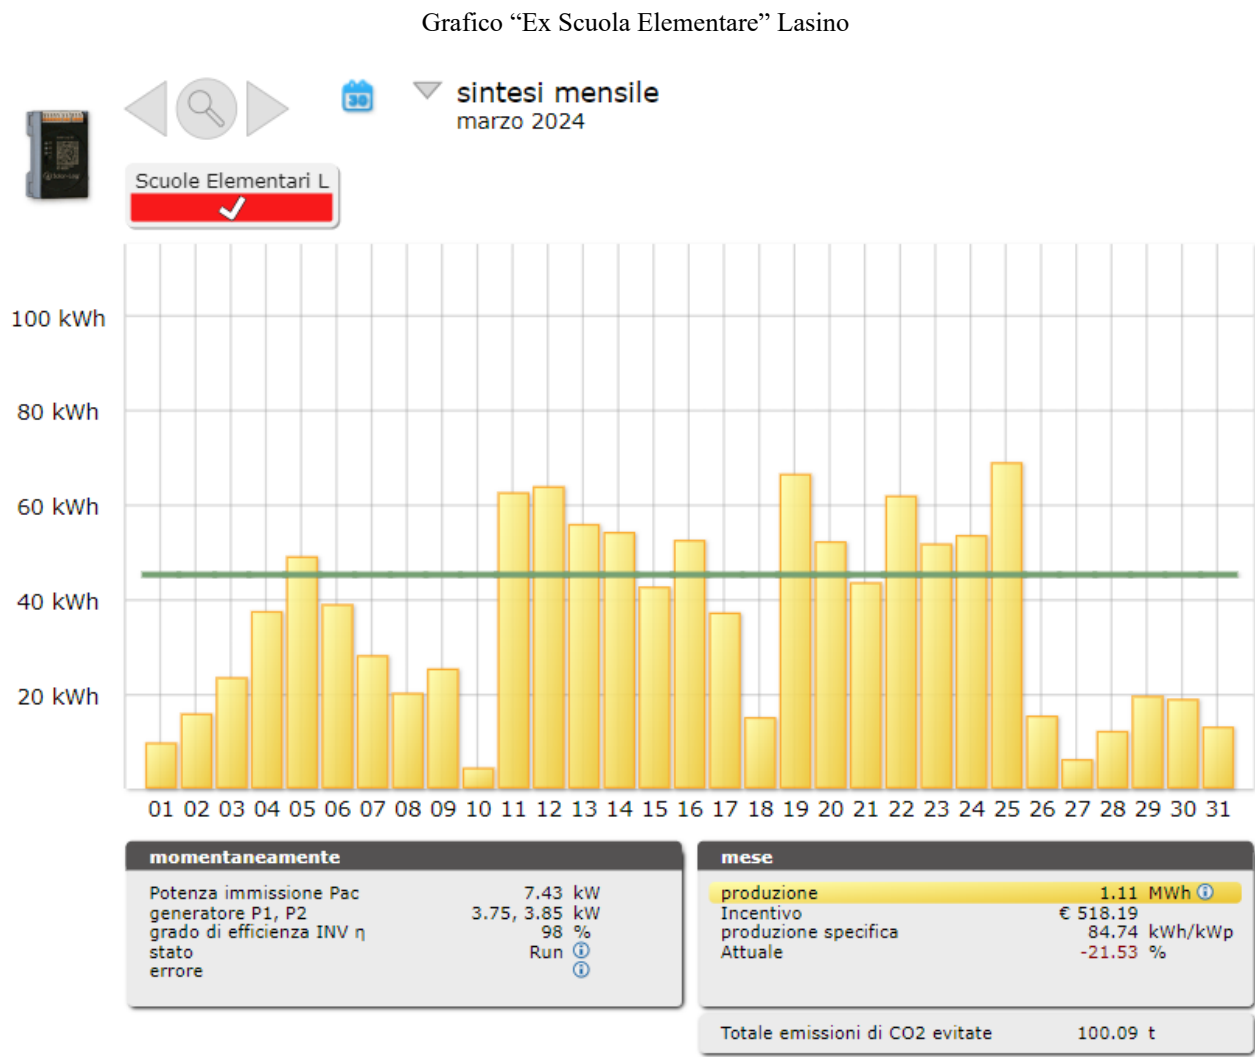 Grafico “Ex Scuola Elementare” Lasino
30
sintesi mensile
marzo 2024
Scuole Elementari L
100 kWh
80 kWh
60 kWh
40 kWh
20 kWh
01 02 03 04 05 06 07 08 09 10 11 12 13 14 15 16 17 18 19 20 21 22 23 24 25 26 27 28 29 30 31
momentaneamente
Potenza immissione Pac 7.43 kW
generatore P1, P2 3.75, 3.85 kW
grado di efficienza INV η 98 %
stato Run
errore
mese
produzione 1.11 MWh
Incentivo € 518.19
produzione specifica 84.74 kWh/kWp
Attuale -21.53 %
Totale emissioni di CO2 evitate 100.09 t